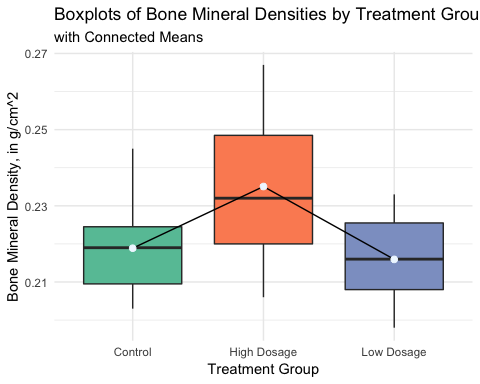 Boxplots of Bone Mineral Densities by Treatment Grou
with Connected Means
0.27
0.25
0.23
0.21
Bone Mineral Density, in g/cm^2
Control
High Dosage
Low Dosage
Treatment Group